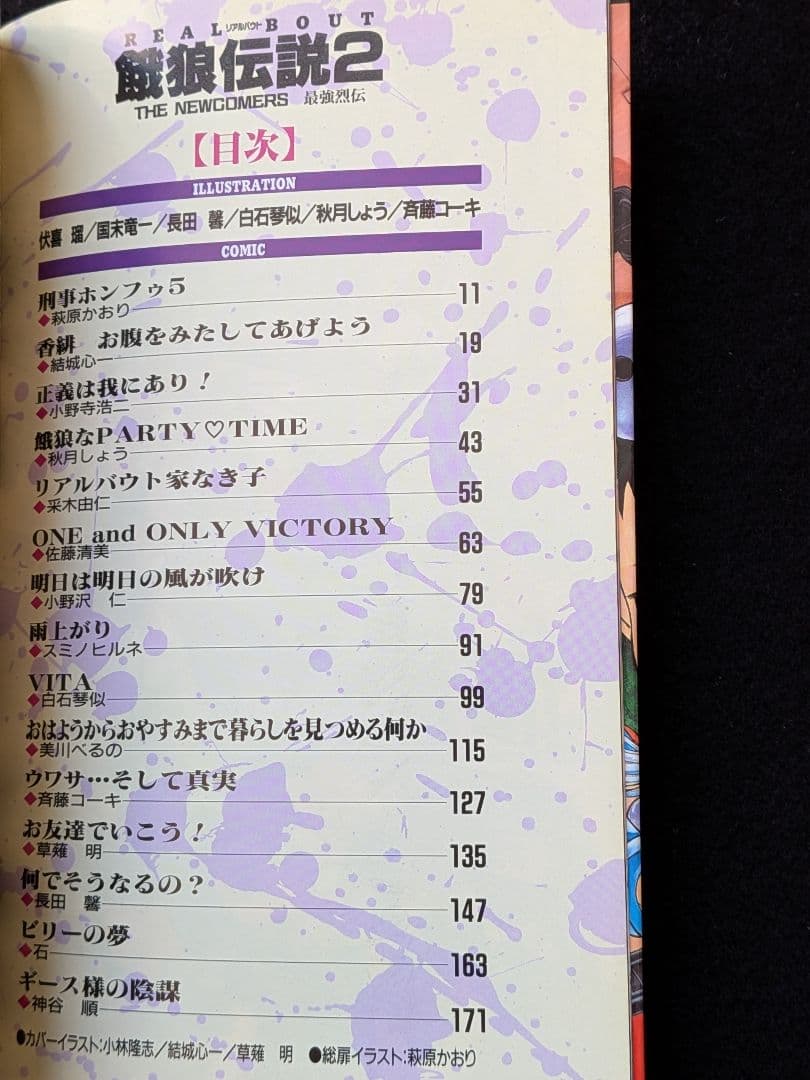 REAL BOUT
リアルバウト
餓狼伝説2
THE NEWCOMERS 最強烈伝
【目次】
ILLUSTRATION
伏喜 瑠／国末竜一／長田 馨／白石琴似／秋月しょう／斉藤コーキ
COMIC
刑事ホンフゥ5
◆萩原かおり 11
香緋 お腹をみたしてあげよう
◆結城心一 19
正義は我にあり！
◆小野寺浩二 31
餓狼なPARTY♡TIME
◆秋月しょう 43
リアルバウト家なき子
◆采木由仁 55
ONE and ONLY VICTORY
◆佐藤清美 63
明日は明日の風が吹け
◆小野沢 仁 79
雨上がり
◆スミノヒルネ 91
VITA
◆白石琴似 99
おはようからおやすみまで暮らしを見つめる何か
◆美川べるの 115
ウワサ…そして真実
◆斉藤コーキ 127
お友達でいこう！
◆草薙 明 135
何でそうなるの？
◆長田 馨 147
ビリーの夢
◆石 163
ギース様の陰謀
◆神谷 順 171
●カバーイラスト：小林隆志／結城心一／草薙 明 ●総扉イラスト：萩原かおり